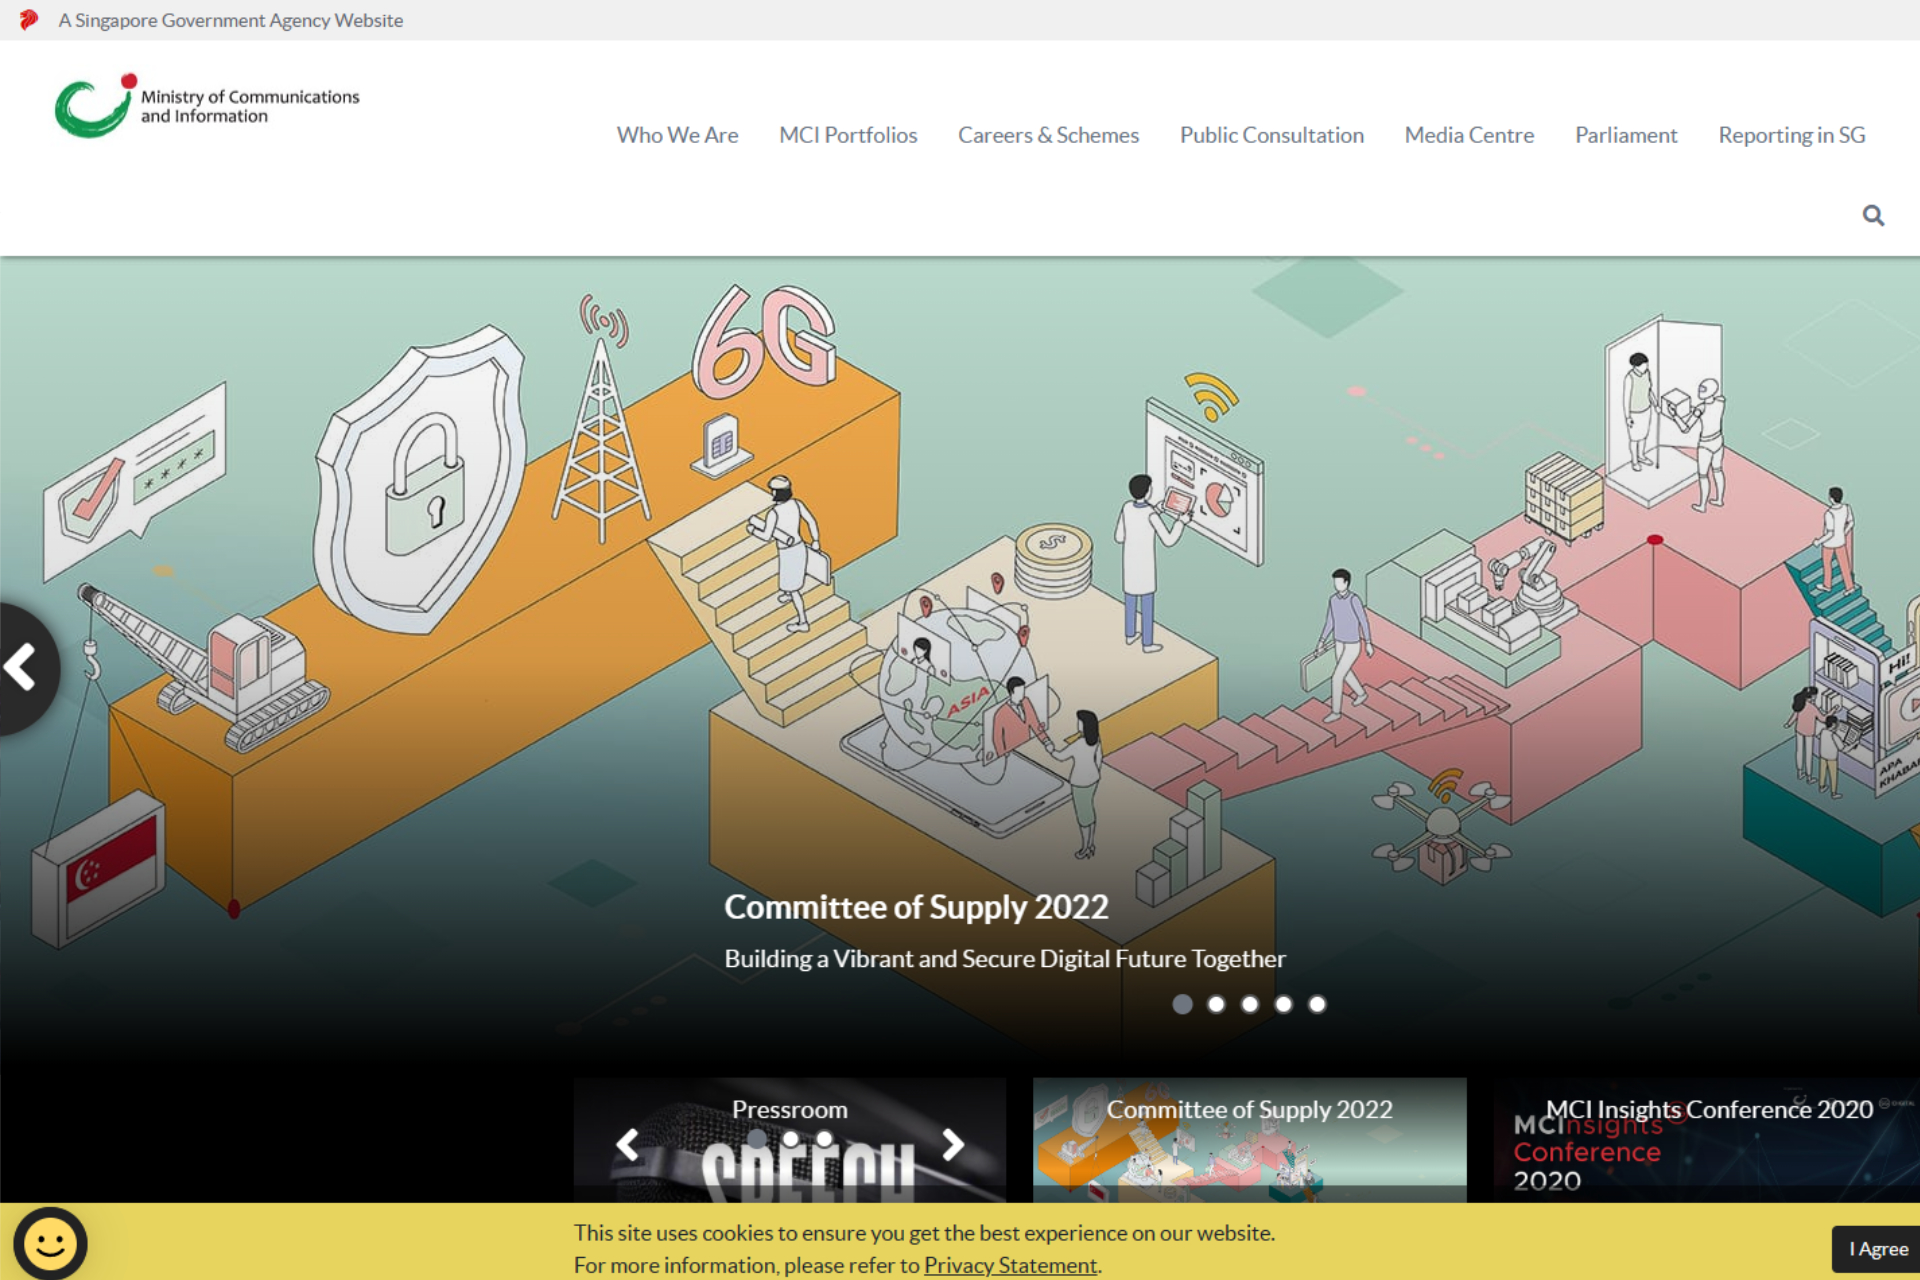 A Singapore Government Agency Website
Ministry of Communications
and Information
Who We Are
MCI Portfolios
Careers & Schemes
Public Consultation
Media Centre
Parliament
Reporting in SG
6G
* * * *
$
ASIA
Hi!
APA
KHABA
Committee of Supply 2022
Building a Vibrant and Secure Digital Future Together
Pressroom
SPEECH
Committee of Supply 2022
6G
MCI Insights Conference 2020
MCInsights
Conference
2020
This site uses cookies to ensure you get the best experience on our website.
For more information, please refer to Privacy Statement.
I Agree